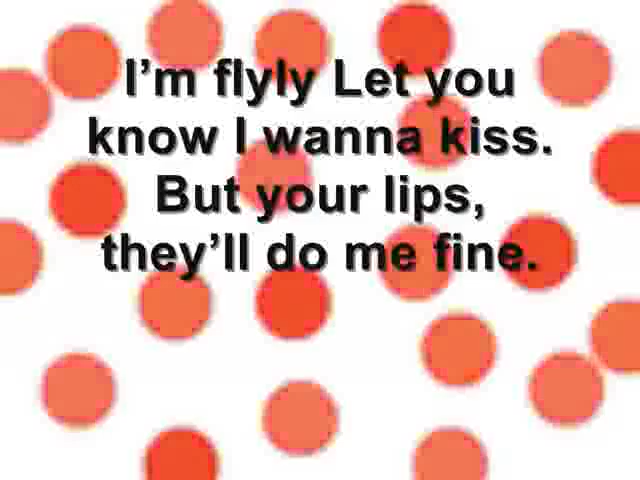 I’m flyly Let you
know I wanna kiss.
But your lips,
they’ll do me fine.